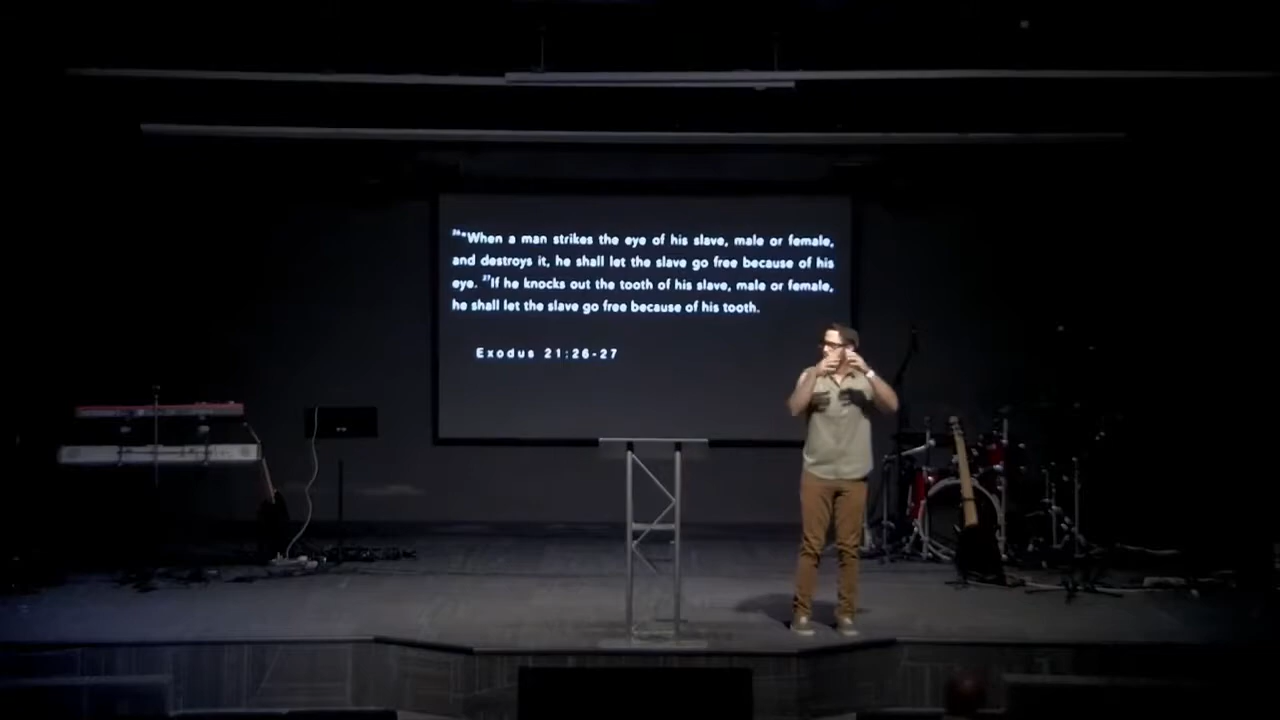 26"When a man strikes the eye of his slave, male or female,
and destroys it, he shall let the slave go free because of his
eye. 27If he knocks out the tooth of his slave, male or female,
he shall let the slave go free because of his tooth.
Exodus 21:26-27